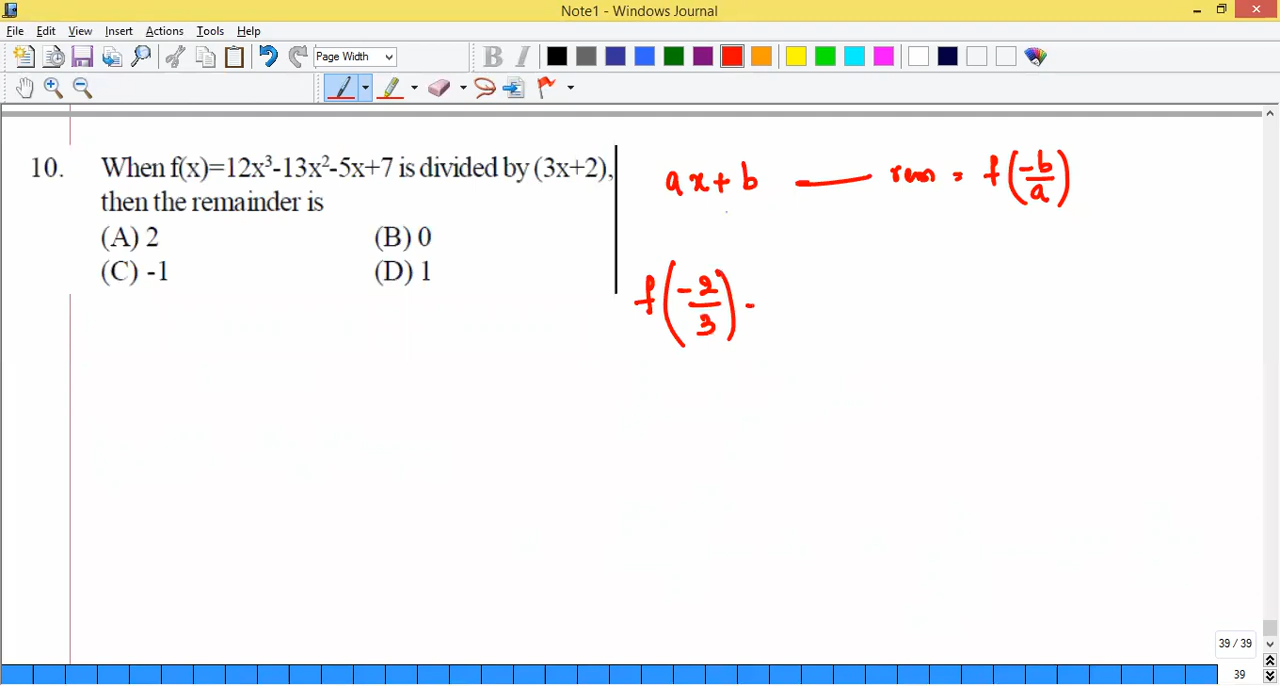 Note1 - Windows Journal
File Edit View Insert Actions Tools Help
Page Width B I
10. When f(x)=12x³-13x²-5x+7 is divided by (3x+2),
then the remainder is
(A) 2 (B) 0
(C) -1 (D) 1
ax+b — rem = f(-b/a)
f(-2/3) =
39 / 39
39